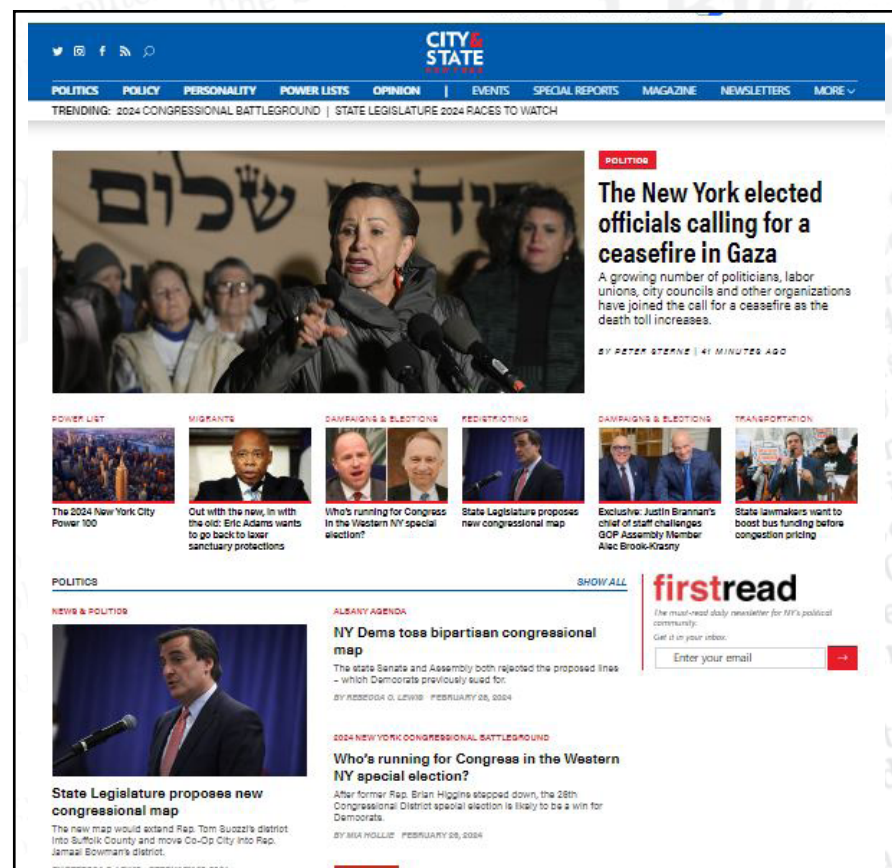 CITY&
STATE
NEW YORK
POLITICS POLICY PERSONALITY POWER LISTS OPINION | EVENTS SPECIAL REPORTS MAGAZINE NEWSLETTERS MORE
TRENDING: 2024 CONGRESSIONAL BATTLEGROUND | STATE LEGISLATURE 2024 RACES TO WATCH
שלום
POLITICS
The New York elected
officials calling for a
ceasefire in Gaza
A growing number of politicians, labor
unions, city councils and other organizations
have joined the call for a ceasefire as the
death toll increases.
BY PETER STERNE | 41 MINUTES AGO
POWER LIST
The 2024 New York City
Power 100
MIGRANTS
Out with the new, in with
the old: Eric Adams wants
to go back to laxer
sanctuary protections
CAMPAIGNS & ELECTIONS
Who's running for Congress
in the Western NY special
election?
REDISTRICTING
State Legislature proposes
new congressional map
CAMPAIGNS & ELECTIONS
Exclusive: Justin Brannan's
chief of staff challenges
GOP Assembly Member
Alec Brook-Krasny
TRANSPORTATION
State lawmakers want to
boost bus funding before
congestion pricing
POLITICS SHOW ALL
NEWS & POLITICS
State Legislature proposes new
congressional map
The new map would extend Rep. Tom Suozzi's district
into Suffolk County and move Co-Op City into Rep.
Jamaal Bowman's district.
ALBANY AGENDA
NY Dems toss bipartisan congressional
map
The state Senate and Assembly both rejected the proposed lines
– which Democrats previously sued for.
BY REBECCA C. LEWIS FEBRUARY 26, 2024
2024 NEW YORK CONGRESSIONAL BATTLEGROUND
Who's running for Congress in the Western
NY special election?
After former Rep. Brian Higgins stepped down, the 26th
Congressional District special election is likely to be a win for
Democrats.
BY MIA HOLLIE FEBRUARY 26, 2024
firstread
The must-read daily newsletter for NY's political
community.
Get it in your inbox.
Enter your email